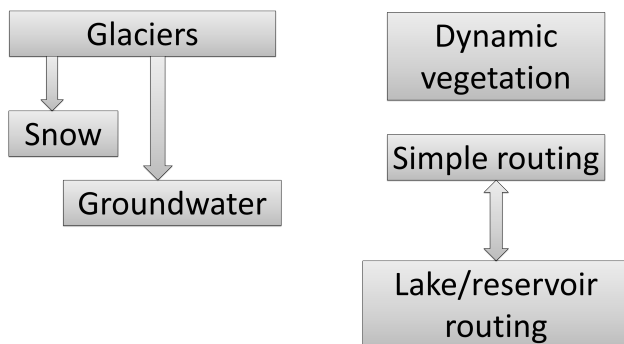 Glaciers
Snow
Groundwater
Dynamic
vegetation
Simple routing
Lake/reservoir
routing